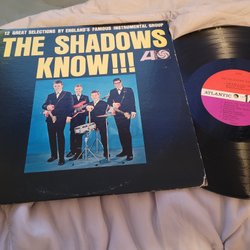 12 GREAT SELECTIONS BY ENGLAND'S FAMOUS INSTRUMENTAL GROUP
THE SHADOWS
KNOW!!!
ATLANTIC